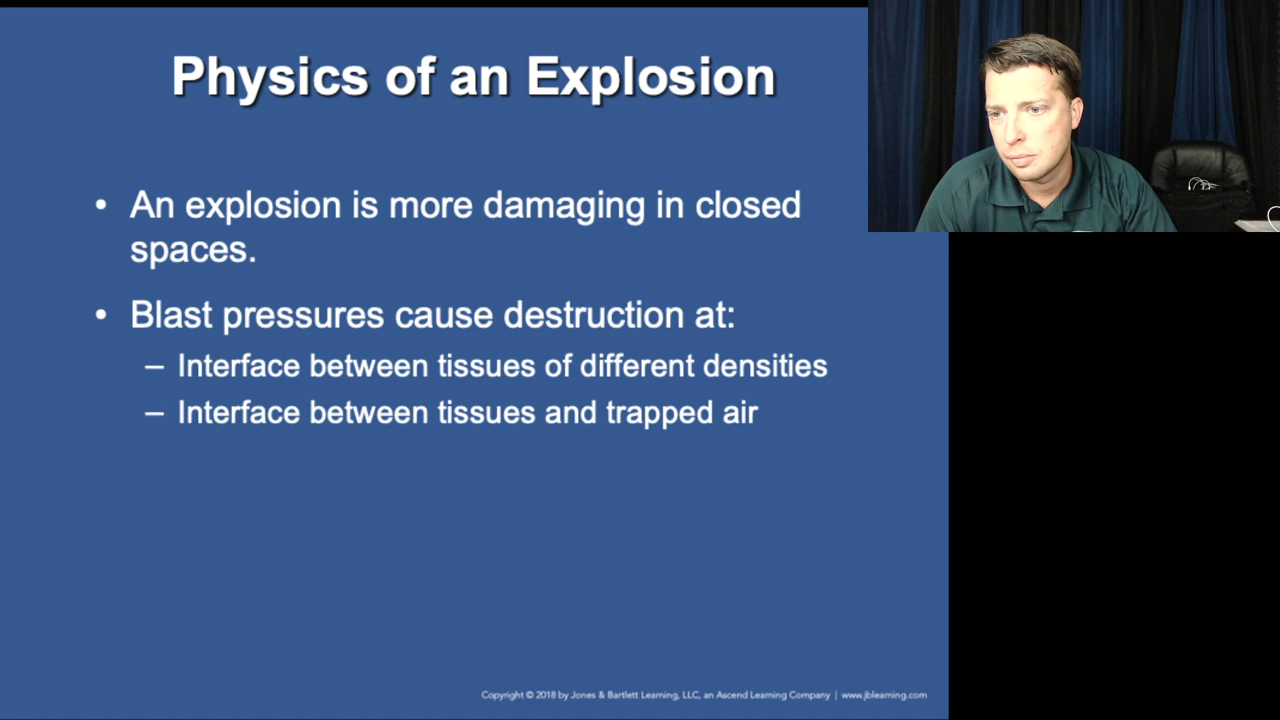 Physics of an Explosion
• An explosion is more damaging in closed
spaces.
• Blast pressures cause destruction at:
– Interface between tissues of different densities
– Interface between tissues and trapped air
Copyright © 2018 by Jones & Bartlett Learning, LLC, an Ascend Learning Company | www.jblearning.com